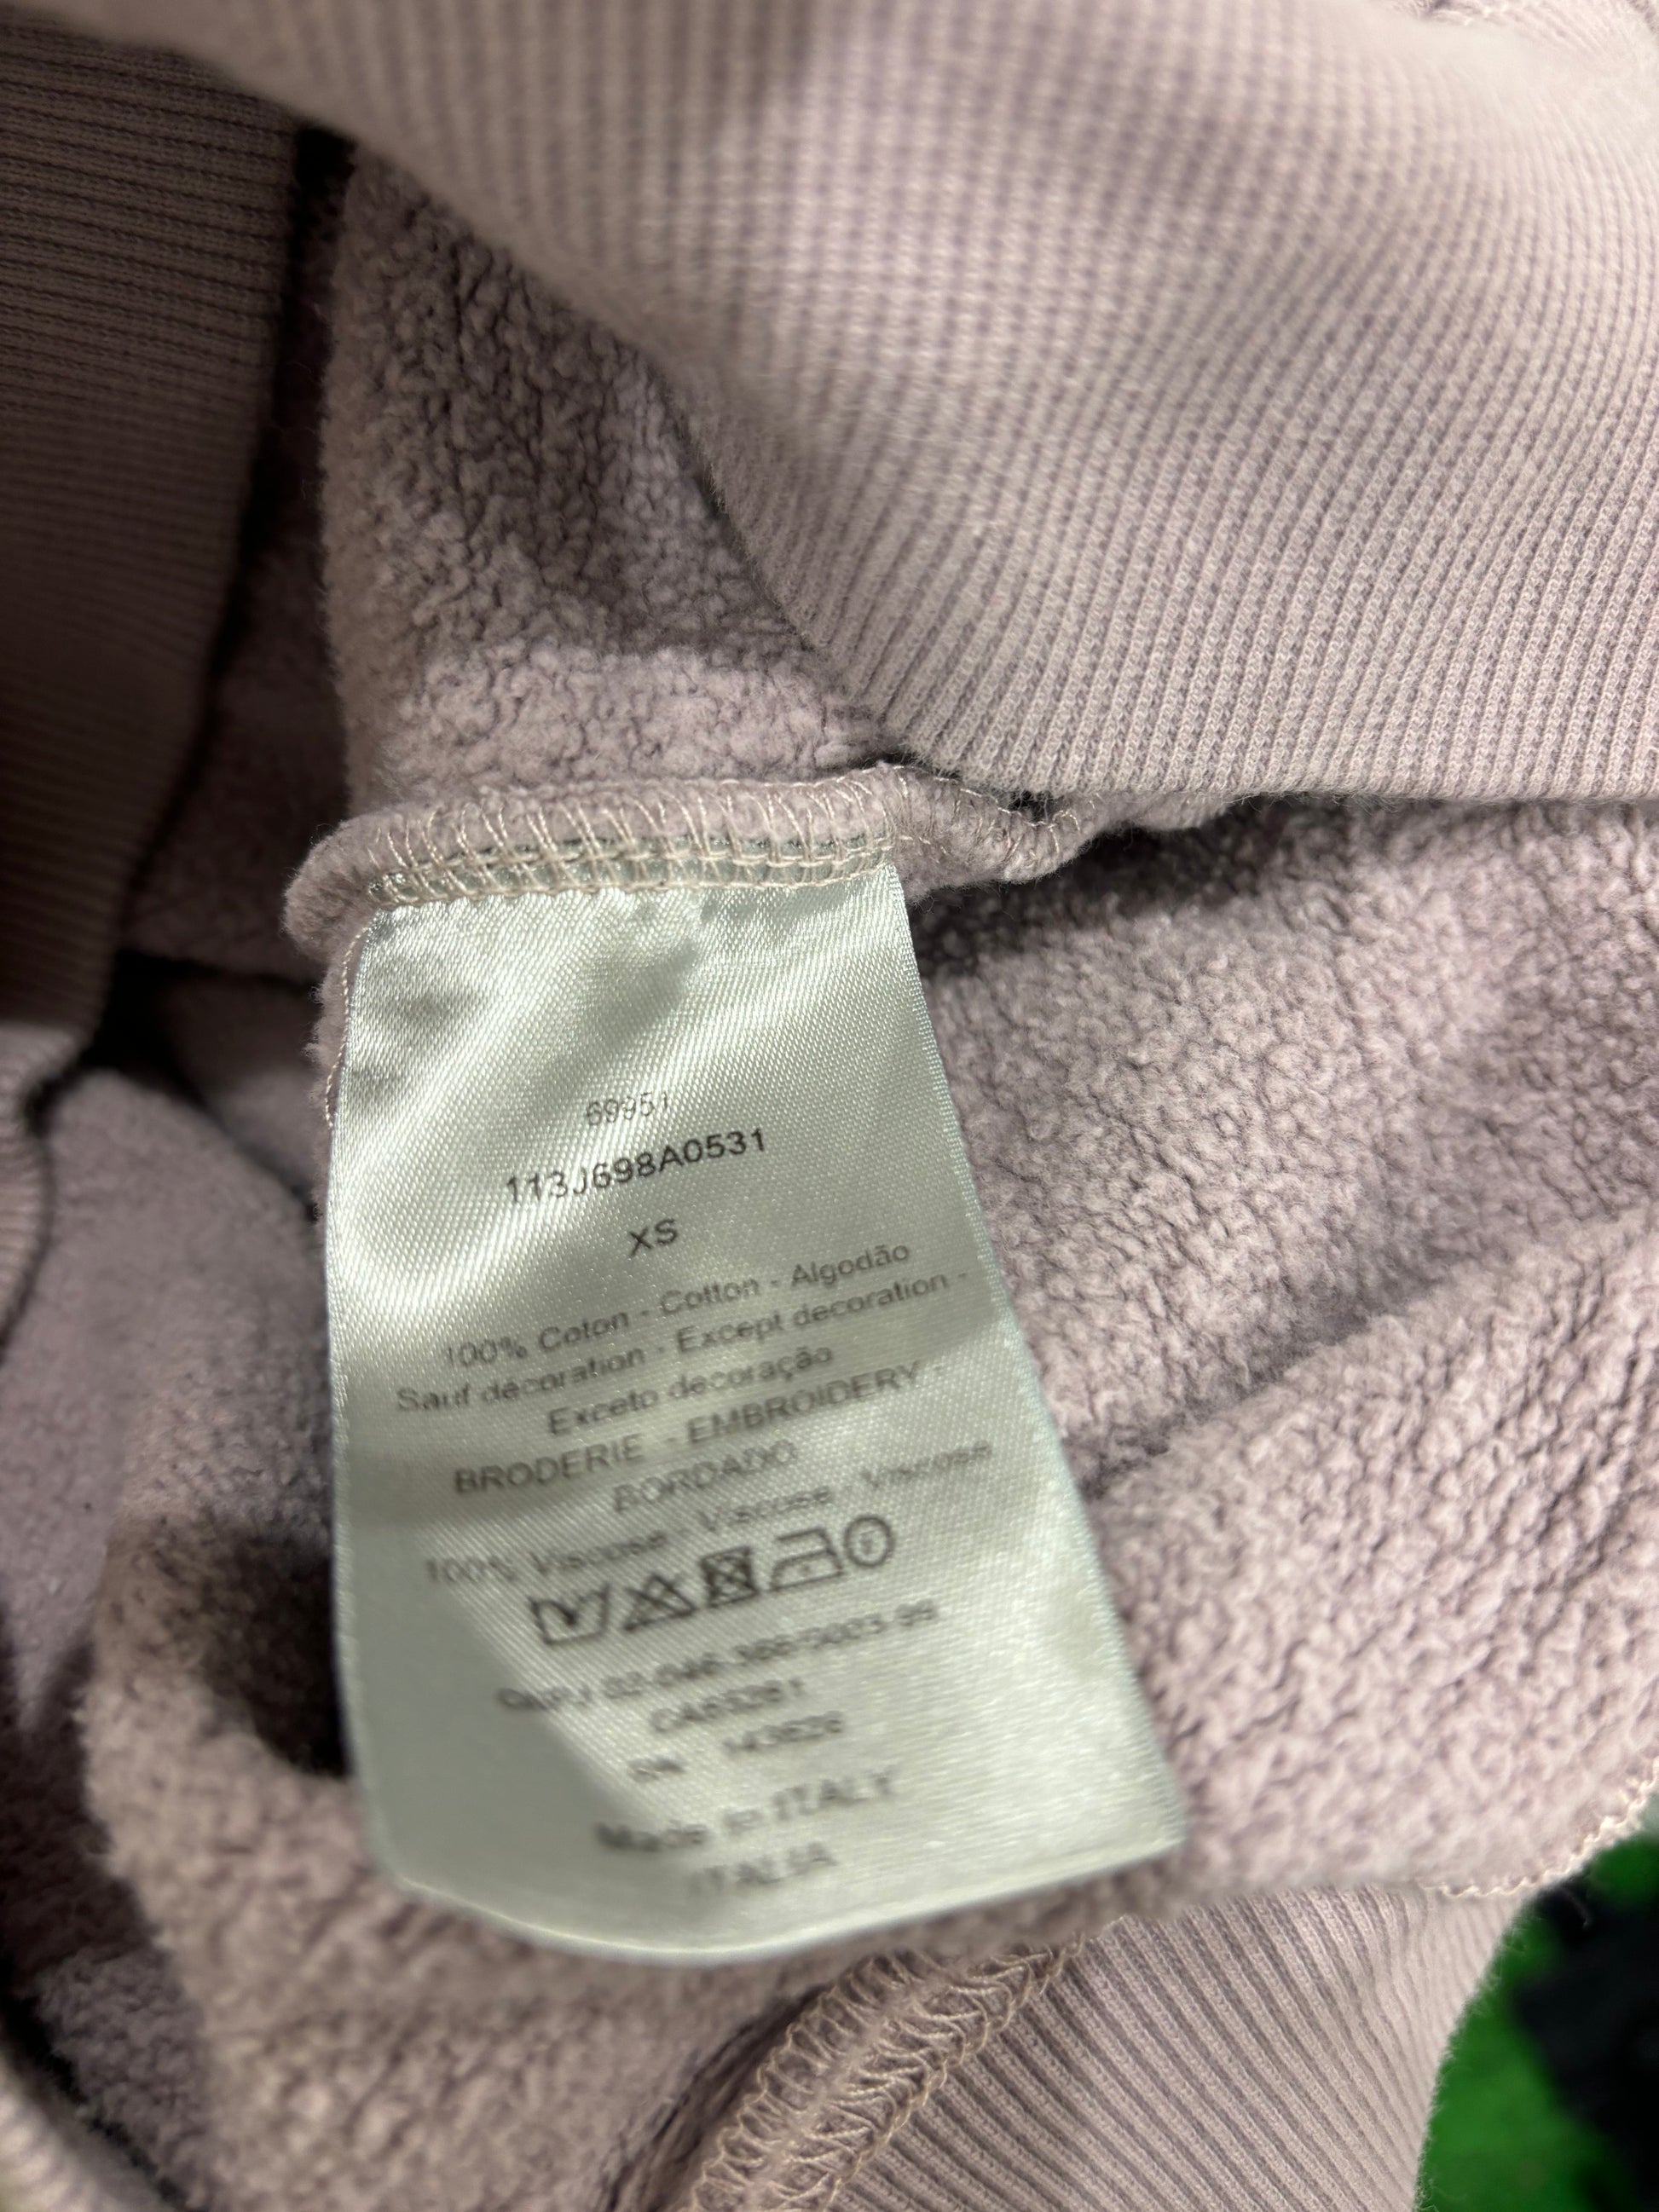 69951
113J698A0531
XS
100% Coton - Cotton - Algodão
Sauf décoration - Except decoration -
Exceto decoração
BRODERIE - EMBROIDERY -
BORDADO
100% Viscose - Viscose - Viscose
Made in ITALY
ITALIA